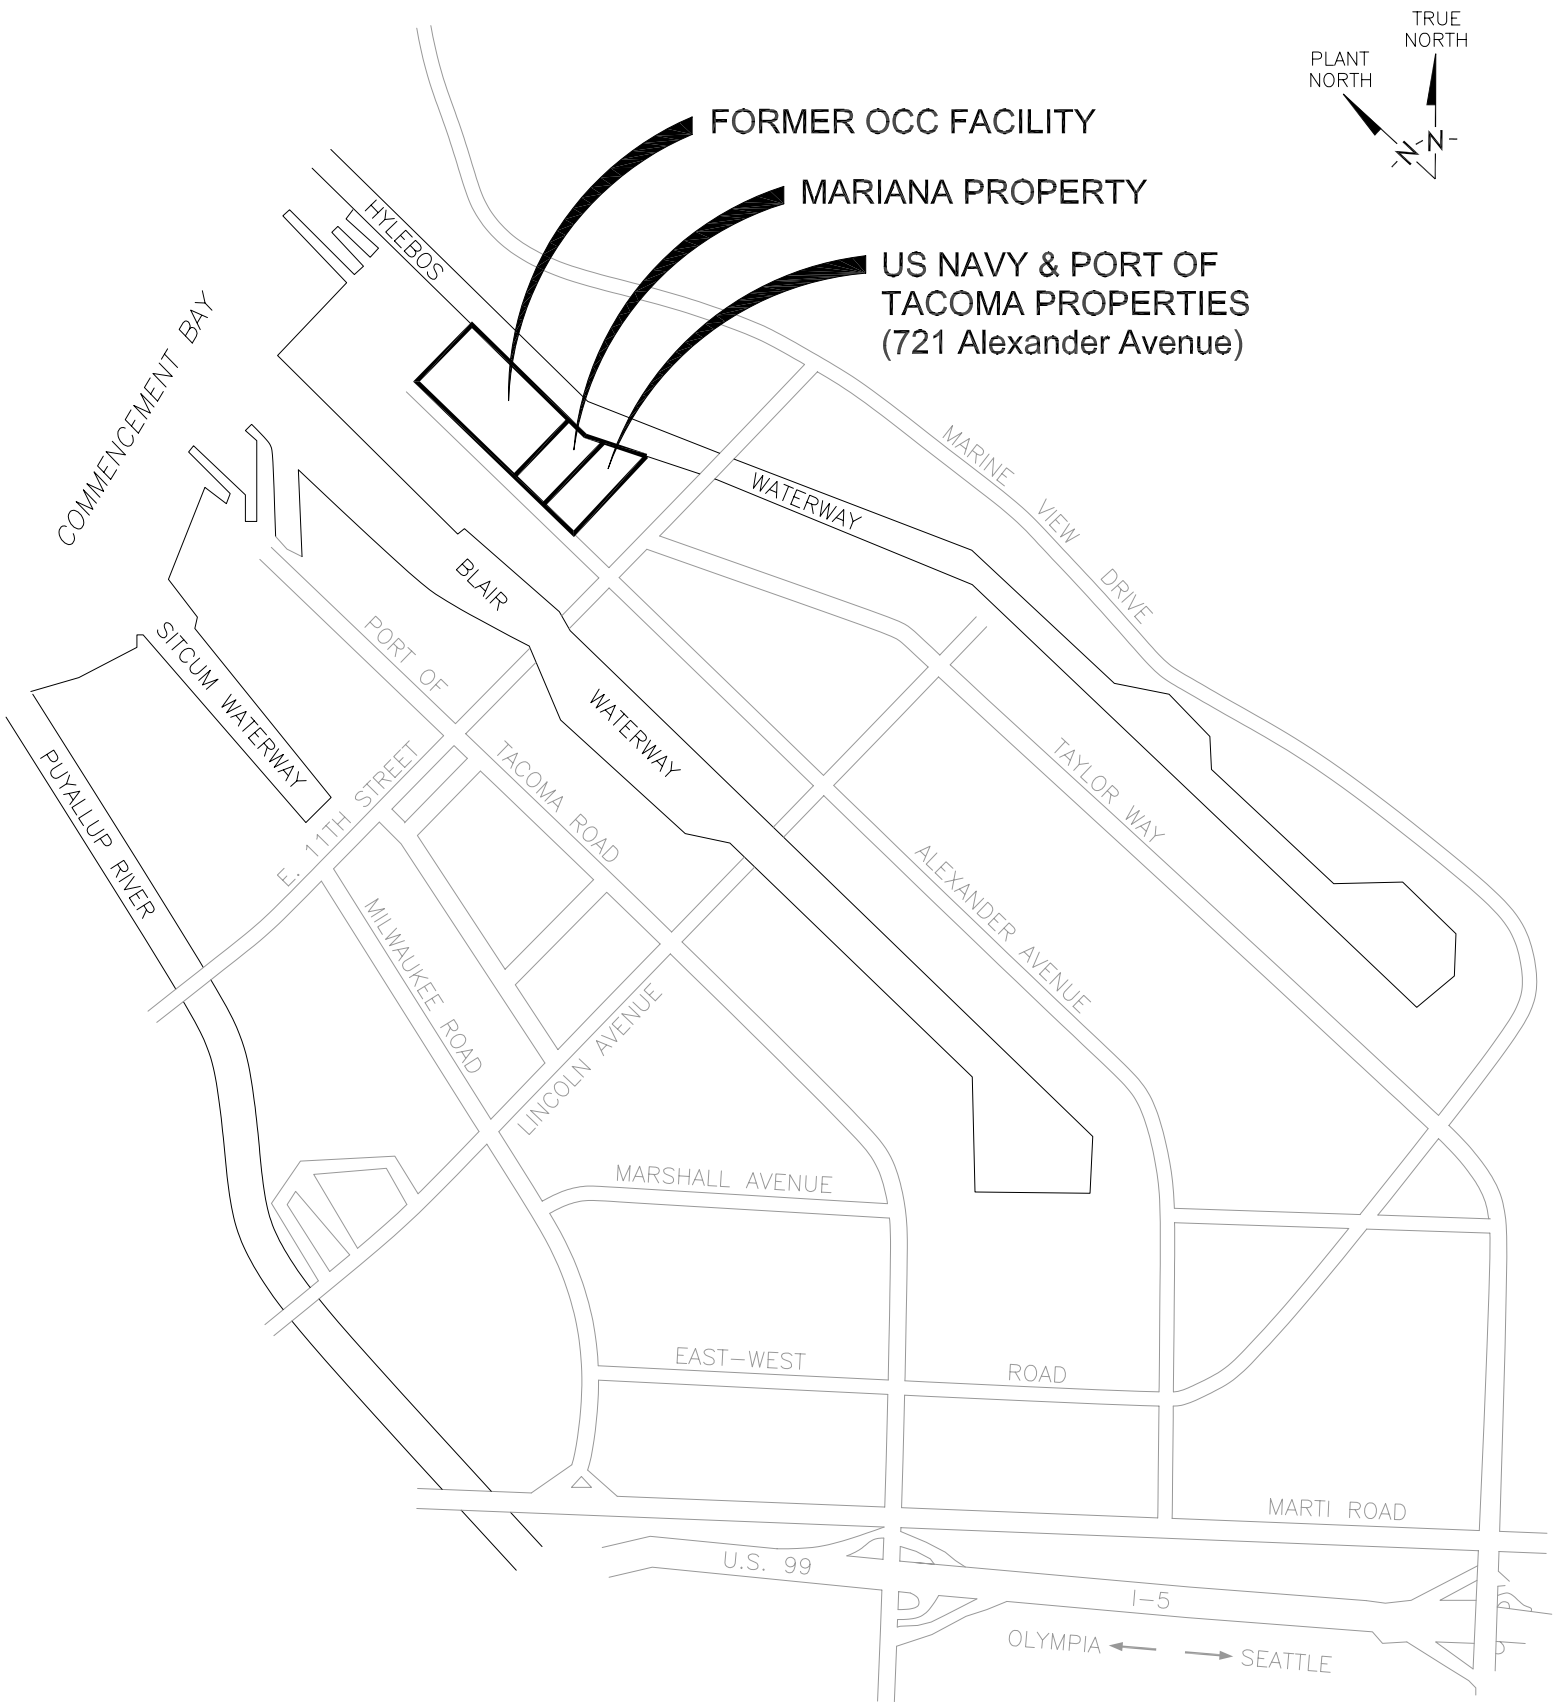 TRUE
NORTH
PLANT
NORTH
N
N
FORMER OCC FACILITY
MARIANA PROPERTY
US NAVY & PORT OF
TACOMA PROPERTIES
(721 Alexander Avenue)
HYLEBOS
WATERWAY
COMMENCEMENT BAY
MARINE VIEW DRIVE
BLAIR
WATERWAY
PORT OF
TACOMA ROAD
SITCUM WATERWAY
PUYALLUP RIVER
E. 11TH STREET
TAYLOR WAY
ALEXANDER AVENUE
MILWAUKEE ROAD
LINCOLN AVENUE
MARSHALL AVENUE
EAST-WEST ROAD
MARTI ROAD
U.S. 99
I-5
OLYMPIA
SEATTLE